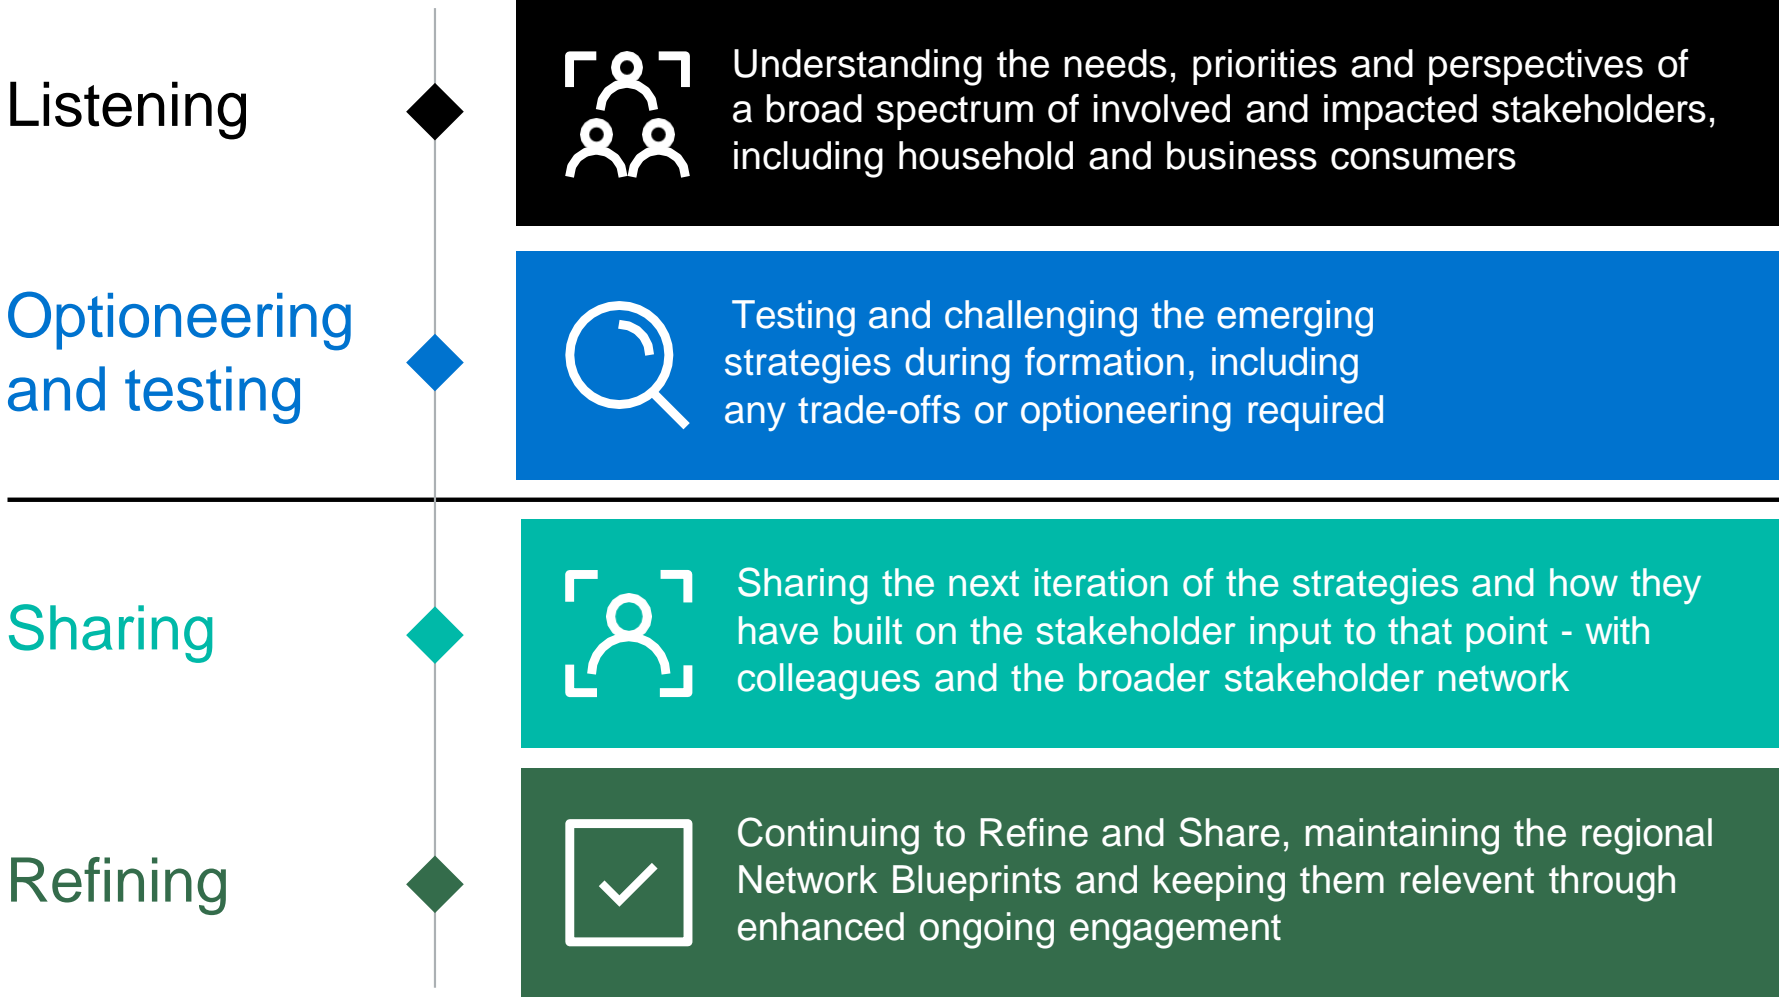 Listening
Understanding the needs, priorities and perspectives of
a broad spectrum of involved and impacted stakeholders,
including household and business consumers
Optioneering
and testing
Testing and challenging the emerging
strategies during formation, including
any trade-offs or optioneering required
Sharing
Sharing the next iteration of the strategies and how they
have built on the stakeholder input to that point - with
colleagues and the broader stakeholder network
Refining
Continuing to Refine and Share, maintaining the regional
Network Blueprints and keeping them relevent through
enhanced ongoing engagement